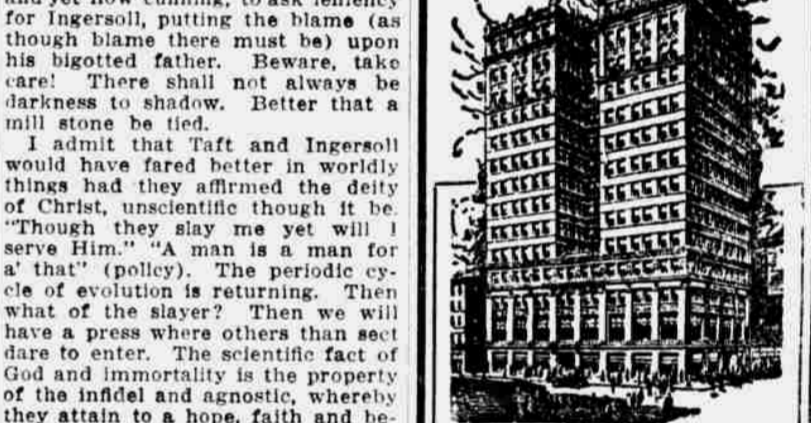 and yet how cunning, to ask leniency
for Ingersoll, putting the blame (as
though blame there must be) upon
his bigotted father. Beware, take
care! There shall not always be
darkness to shadow. Better that a
mill stone be tied.
I admit that Taft and Ingersoll
would have fared better in worldly
things had they affirmed the deity
of Christ, unscientific though it be.
"Though they slay me yet will I
serve Him." "A man is a man for
a' that" (policy). The periodic cy-
cle of evolution is returning. Then
what of the slayer? Then we will
have a press where others than sect
dare to enter. The scientific fact of
God and immortality is the property
of the infidel and agnostic, whereby
they attain to a hope, faith and be-